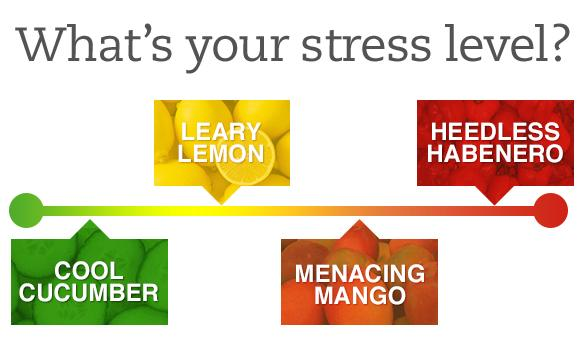 What's your stress level?
LEARY
LEMON
HEEDLESS
HABENERO
COOL
CUCUMBER
MENACING
MANGO